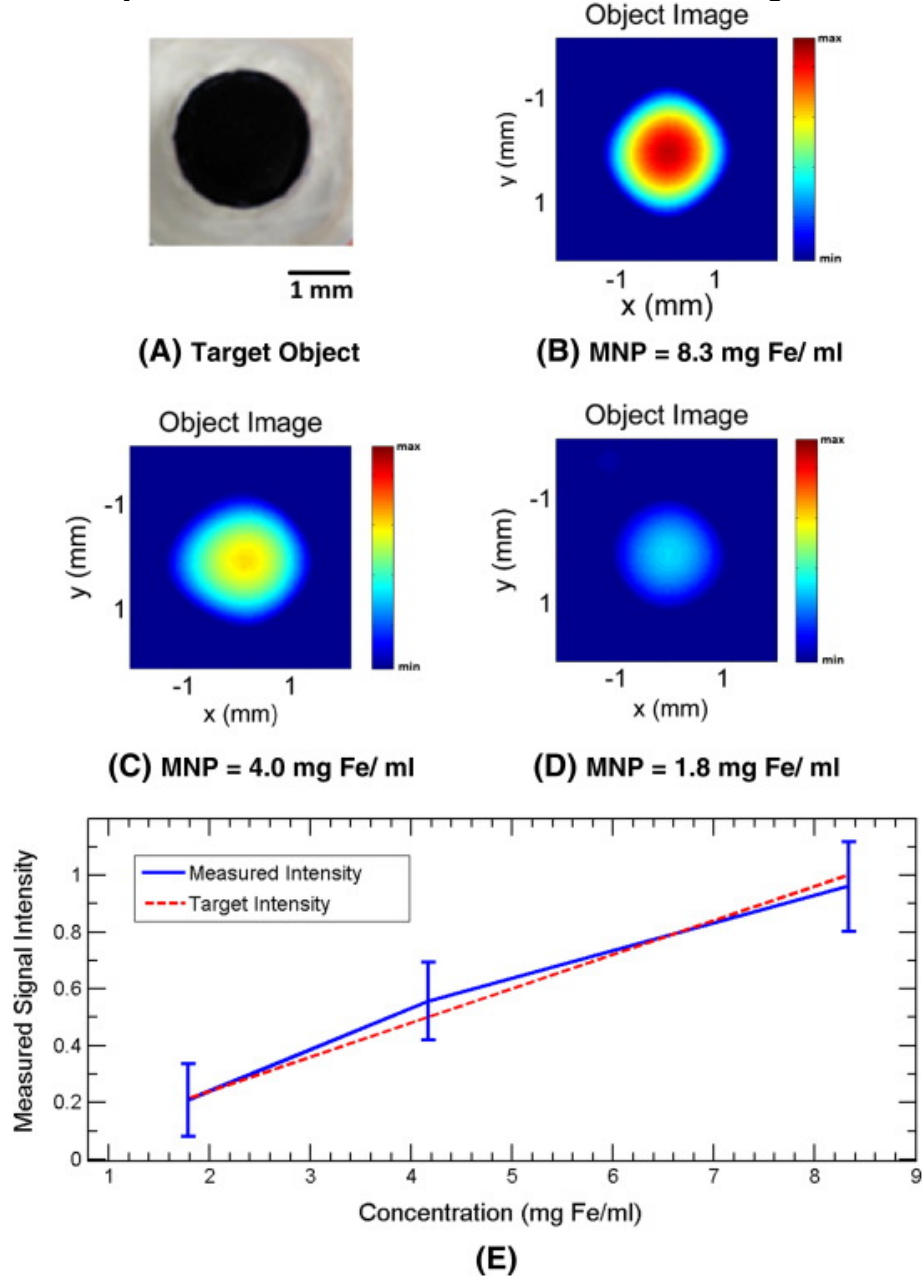 Object Image
max
-1
y (mm)
1
min
-1 1
x (mm)
1 mm
(A) Target Object
(B) MNP = 8.3 mg Fe/ ml
Object Image
max
-1
y (mm)
1
min
-1 1
x (mm)
(C) MNP = 4.0 mg Fe/ ml
Object Image
max
-1
y (mm)
1
min
-1 1
x (mm)
(D) MNP = 1.8 mg Fe/ ml
Measured Signal Intensity
1
0.8
0.6
0.4
0.2
0
Measured Intensity
Target Intensity
1 2 3 4 5 6 7 8 9
Concentration (mg Fe/ml)
(E)